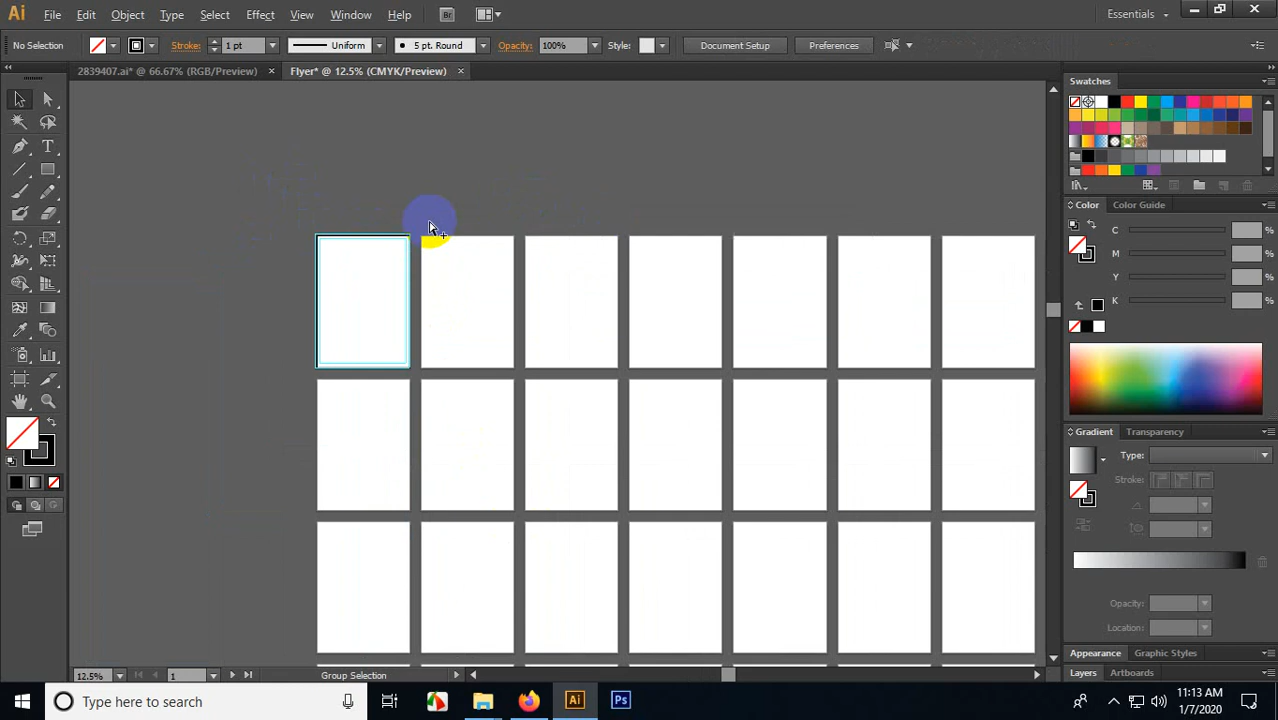 Ai File Edit Object Type Select Effect View Window Help Br Essentials
No Selection Stroke: 1 pt Uniform 5 pt. Round Opacity: 100% Style: Document Setup Preferences
2839407.ai* @ 66.67% (RGB/Preview) Flyer* @ 12.5% (CMYK/Preview)
Swatches
Color Color Guide
C %
M %
Y %
K %
Gradient Transparency
Type:
Stroke:
Opacity:
Location:
Appearance Graphic Styles
Layers Artboards
12.5% 1 Group Selection
Type here to search Ai Ps 11:13 AM
1/7/2020